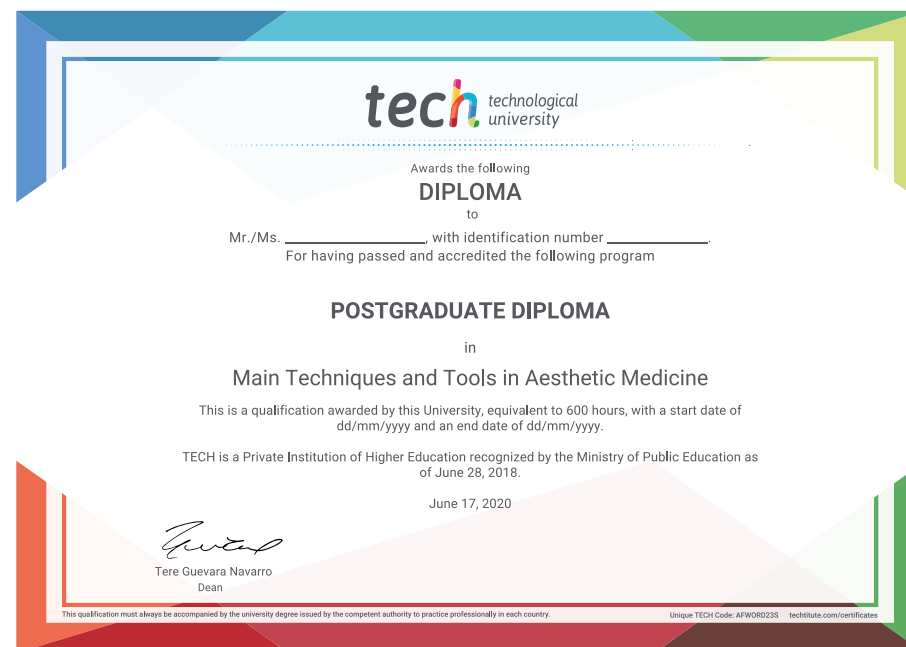 tech technological
university
Awards the following
DIPLOMA
to
Mr./Ms. ____________________, with identification number ______________.
For having passed and accredited the following program
POSTGRADUATE DIPLOMA
in
Main Techniques and Tools in Aesthetic Medicine
This is a qualification awarded by this University, equivalent to 600 hours, with a start date of
dd/mm/yyyy and an end date of dd/mm/yyyy.
TECH is a Private Institution of Higher Education recognized by the Ministry of Public Education as
of June 28, 2018.
June 17, 2020
Tere Guevara Navarro
Dean
This qualification must always be accompanied by the university degree issued by the competent authority to practice professionally in each country.
Unique TECH Code: AFWORD23S techtitute.com/certificates